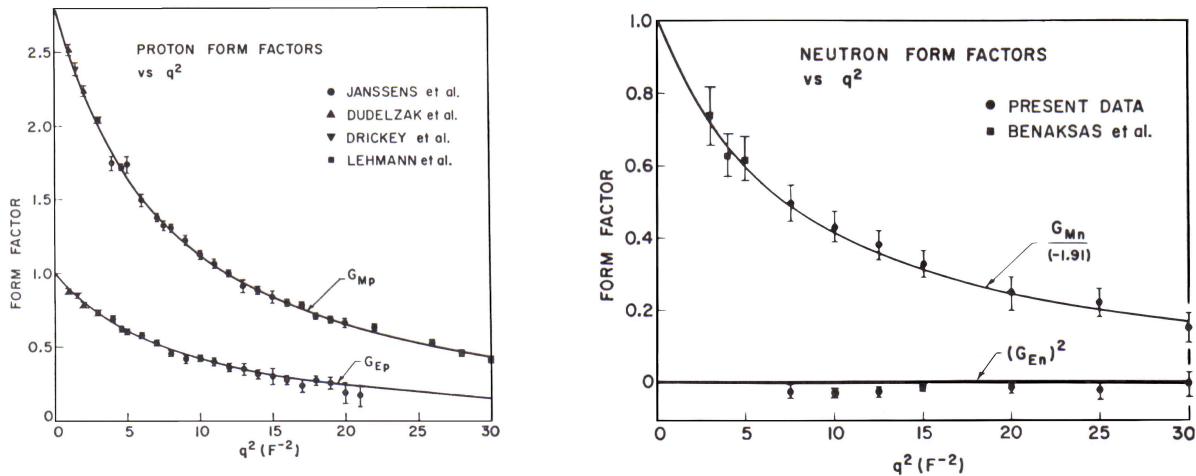 PROTON FORM FACTORS
vs q²
JANSSENS et al.
DUDELZAK et al.
DRICKEY et al.
LEHMANN et al.
2.5
2.0
1.5
1.0
0.5
0
FORM FACTOR
G_Mp
G_Ep
0 5 10 15 20 25 30
q² (F⁻²)
NEUTRON FORM FACTORS
vs q²
PRESENT DATA
BENAKSAS et al.
1.0
0.8
0.6
0.4
0.2
0
FORM FACTOR
G_Mn
(-1.91)
(G_En)²
0 5 10 15 20 25 30
q² (F⁻²)